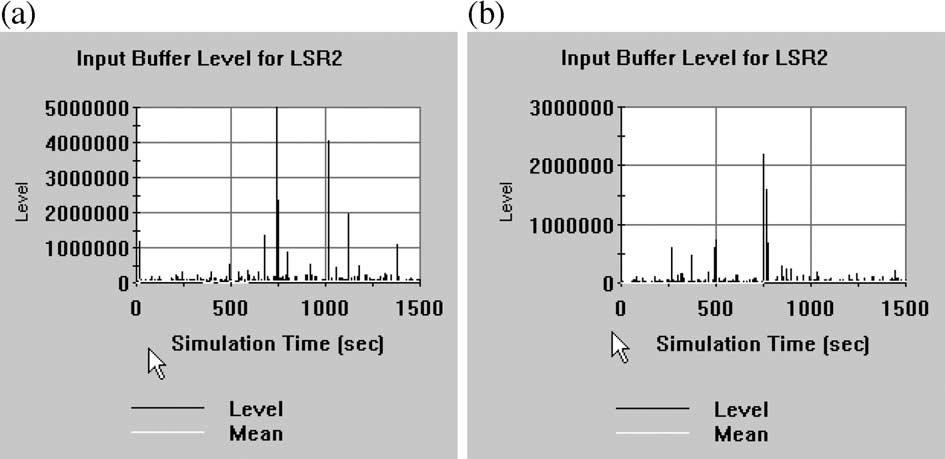 (a)
Input Buffer Level for LSR2
Level
5000000
4000000
3000000
2000000
1000000
0
0 500 1000 1500
Simulation Time (sec)
Level
Mean
(b)
Input Buffer Level for LSR2
Level
3000000
2000000
1000000
0
0 500 1000 1500
Simulation Time (sec)
Level
Mean